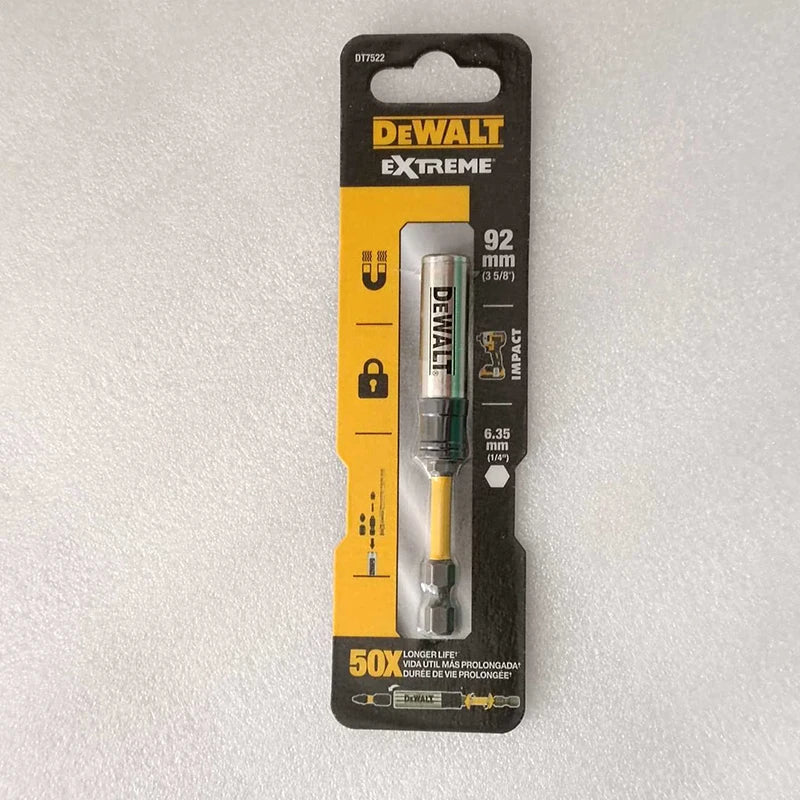 DT7522
DEWALT
EXTREME
92
mm
(3 5/8")
DEWALT®
IMPACT
6.35
mm
(1/4")
50X
LONGER LIFE†
VIDA ÚTIL MÁS PROLONGADA†
DURÉE DE VIE PROLONGÉE†
DEWALT